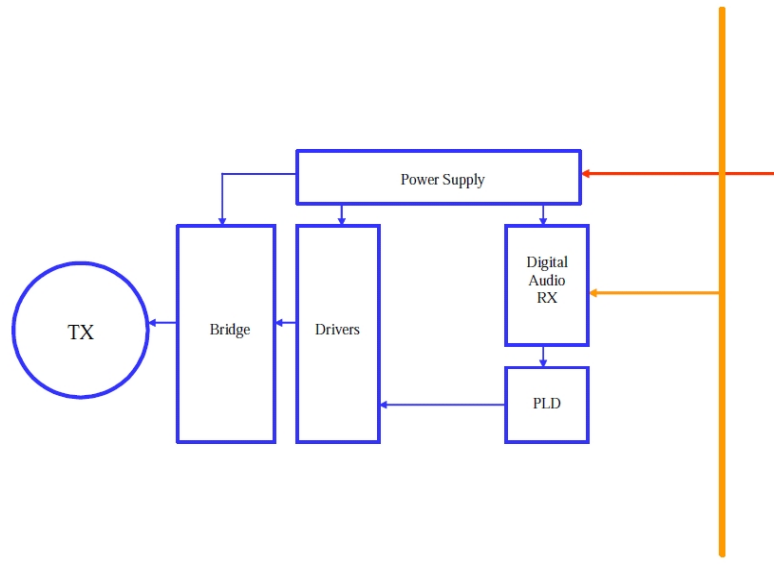 Power Supply
Digital
Audio
RX
TX
Bridge
Drivers
PLD